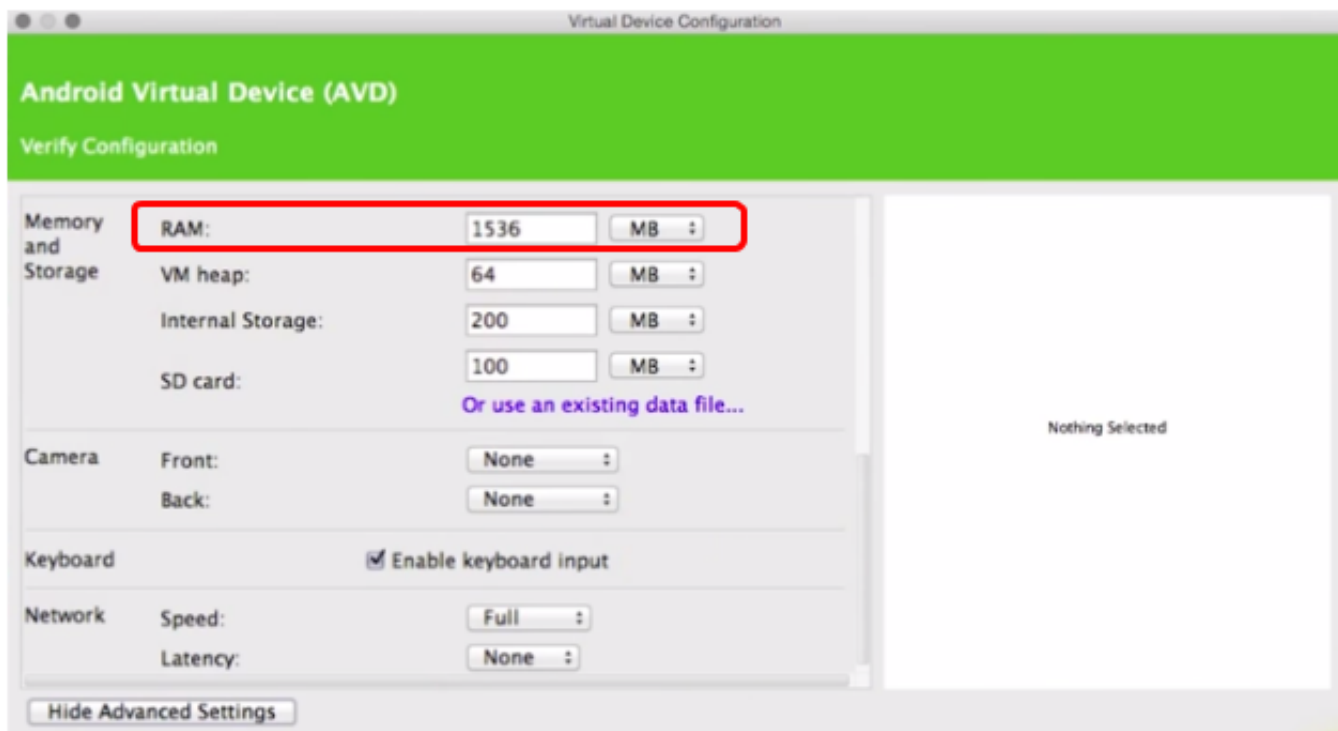 Virtual Device Configuration
Android Virtual Device (AVD)
Verify Configuration
Memory and Storage
RAM: 1536 MB
VM heap: 64 MB
Internal Storage: 200 MB
SD card: 100 MB
Or use an existing data file...
Camera Front: None
Back: None
Keyboard Enable keyboard input
Network Speed: Full
Latency: None
Nothing Selected
Hide Advanced Settings